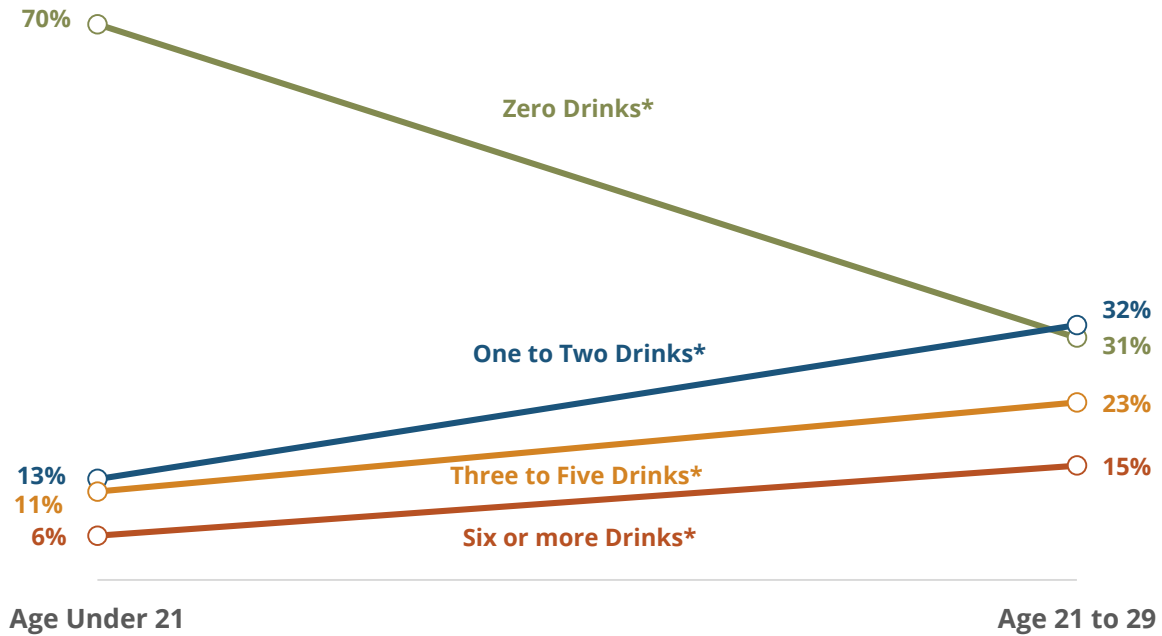 70%
Zero Drinks*
32%
One to Two Drinks*
31%
23%
13%
Three to Five Drinks*
15%
11%
6%
Six or more Drinks*
Age Under 21
Age 21 to 29